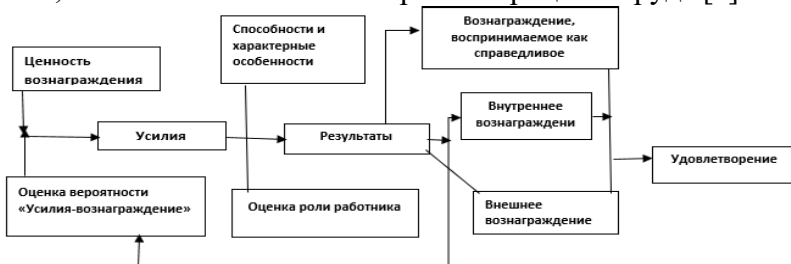 Ценность
вознаграждения
Способности и
характерные
особенности
Вознаграждение,
воспринимаемое как
справедливое
Усилия
Результаты
Внутреннее
вознаграждени
Удовлетворение
Оценка вероятности
«Усилия-вознаграждение»
Оценка роли работника
Внешнее
вознаграждение